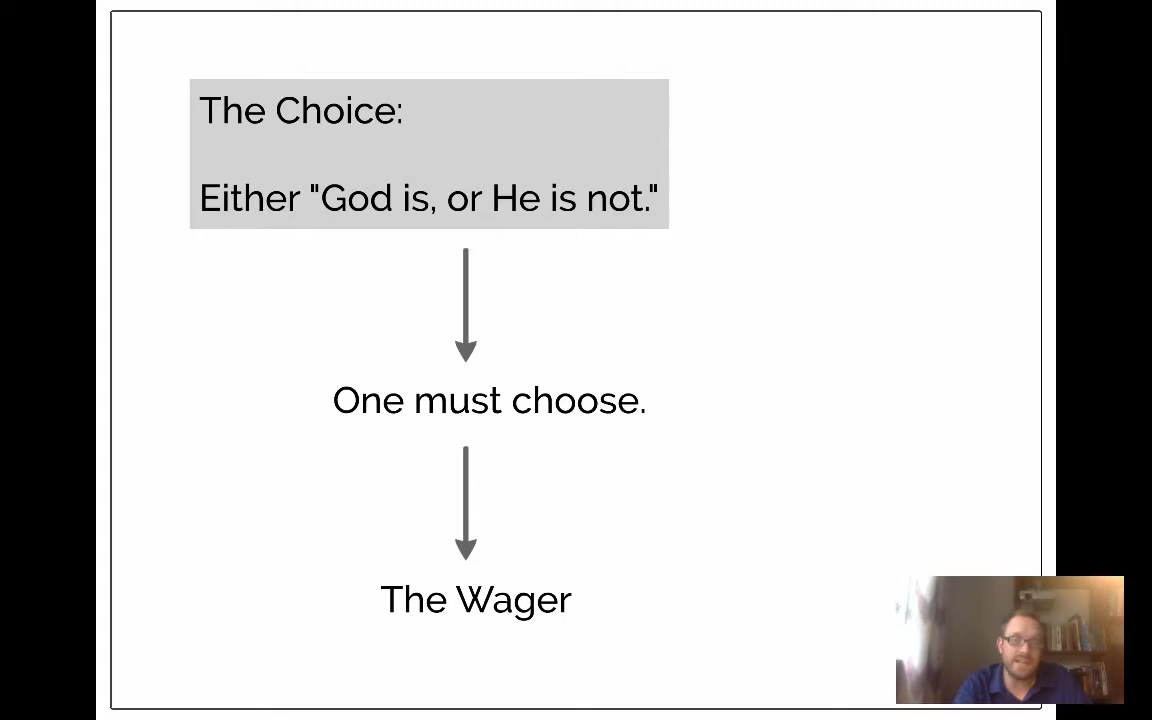 The Choice:
Either "God is, or He is not."
One must choose.
The Wager